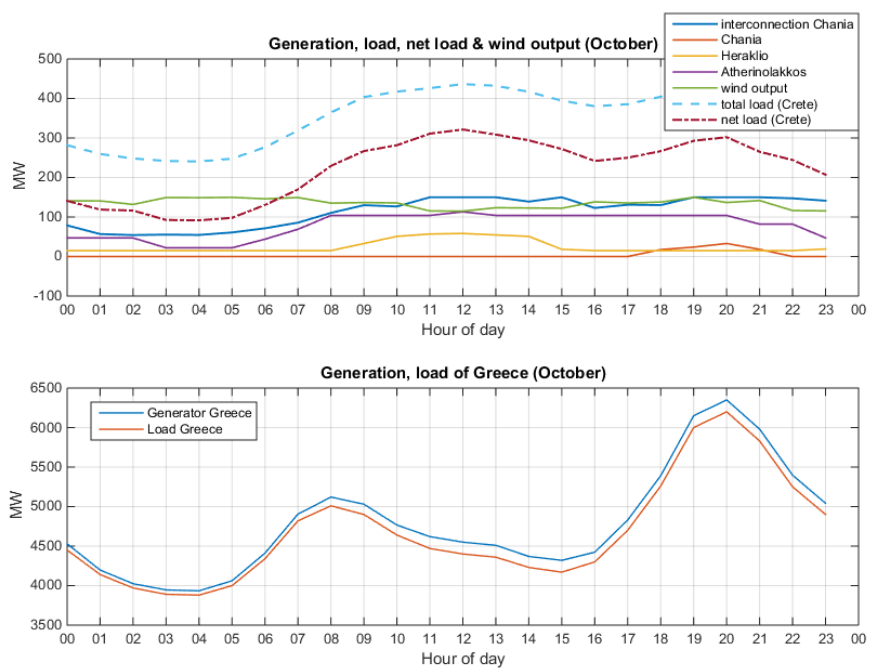 Generation, load, net load & wind output (October)
interconnection Chania
Chania
Heraklio
Atherinolakkos
wind output
total load (Crete)
net load (Crete)
500
400
300
200
100
0
-100
MW
00 01 02 03 04 05 06 07 08 09 10 11 12 13 14 15 16 17 18 19 20 21 22 23 00
Hour of day
Generation, load of Greece (October)
Generator Greece
Load Greece
6500
6000
5500
5000
4500
4000
3500
MW
00 01 02 03 04 05 06 07 08 09 10 11 12 13 14 15 16 17 18 19 20 21 22 23 00
Hour of day